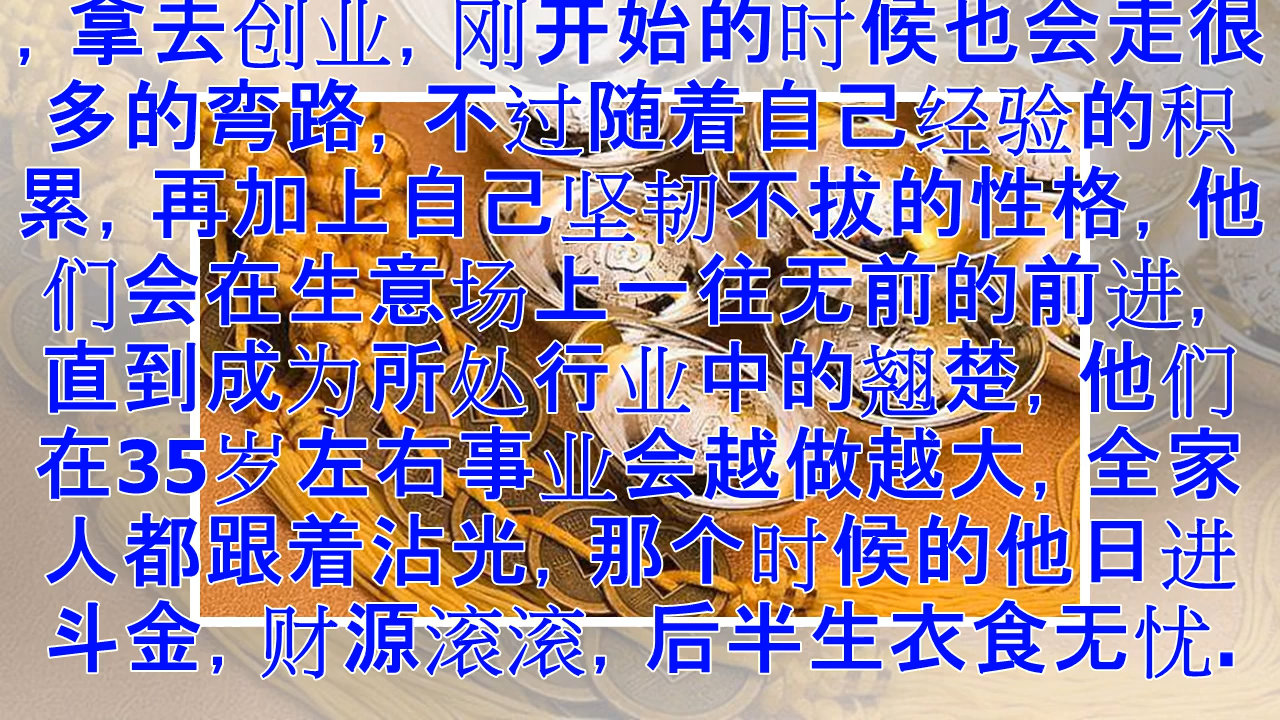 , 拿去创业, 刚开始的时候也会走很
多的弯路, 不过随着自己经验的积
累, 再加上自己坚韧不拔的性格, 他
们会在生意场上一往无前的前进,
直到成为所处行业中的翘楚, 他们
在35岁左右事业会越做越大, 全家
人都跟着沾光, 那个时候的他日进
斗金, 财源滚滚, 后半生衣食无忧.